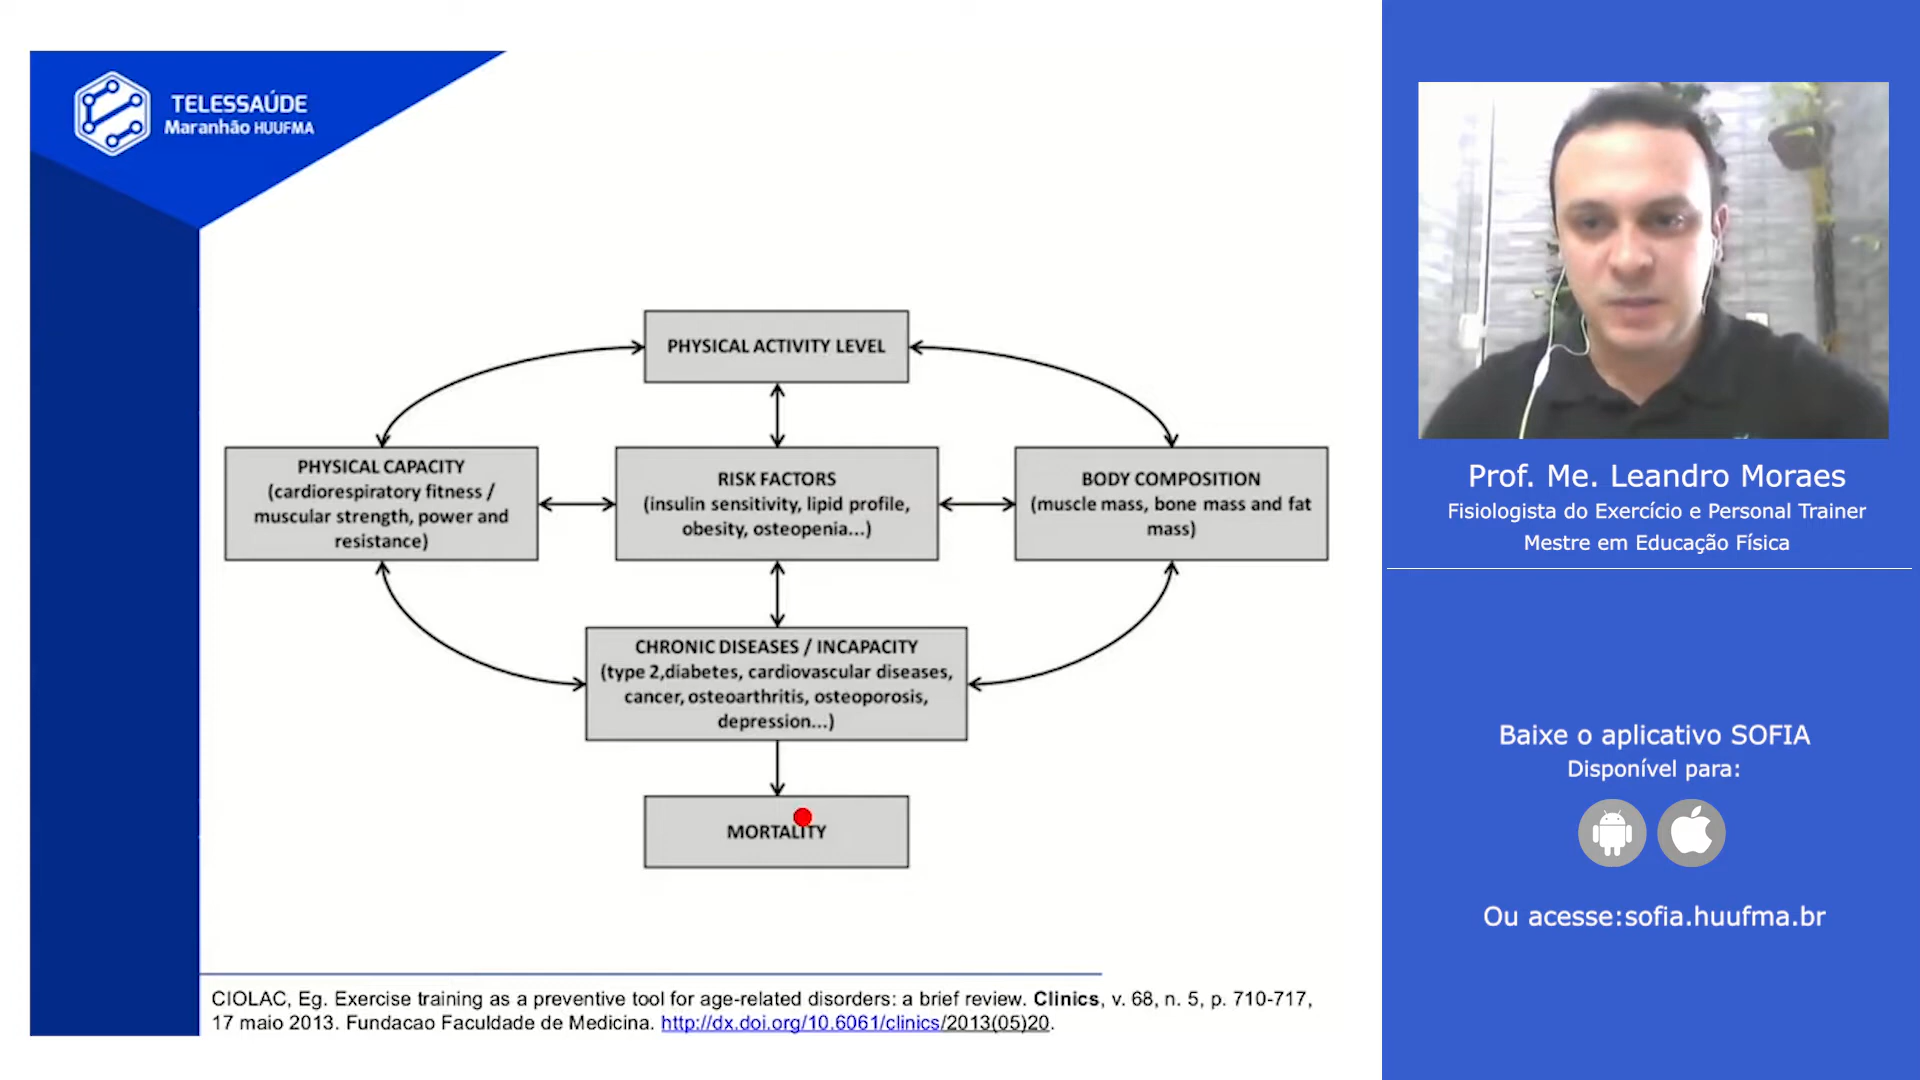 TELESSAÚDE
Maranhão HUUFMA
PHYSICAL ACTIVITY LEVEL
PHYSICAL CAPACITY
(cardiorespiratory fitness /
muscular strength, power and
resistance)
RISK FACTORS
(insulin sensitivity, lipid profile,
obesity, osteopenia...)
BODY COMPOSITION
(muscle mass, bone mass and fat
mass)
CHRONIC DISEASES / INCAPACITY
(type 2,diabetes, cardiovascular diseases,
cancer, osteoarthritis, osteoporosis,
depression...)
MORTALITY
CIOLAC, Eg. Exercise training as a preventive tool for age-related disorders: a brief review. Clinics, v. 68, n. 5, p. 710-717,
17 maio 2013. Fundacao Faculdade de Medicina. http://dx.doi.org/10.6061/clinics/2013(05)20.
Prof. Me. Leandro Moraes
Fisiologista do Exercício e Personal Trainer
Mestre em Educação Física
Baixe o aplicativo SOFIA
Disponível para:
Ou acesse:sofia.huufma.br